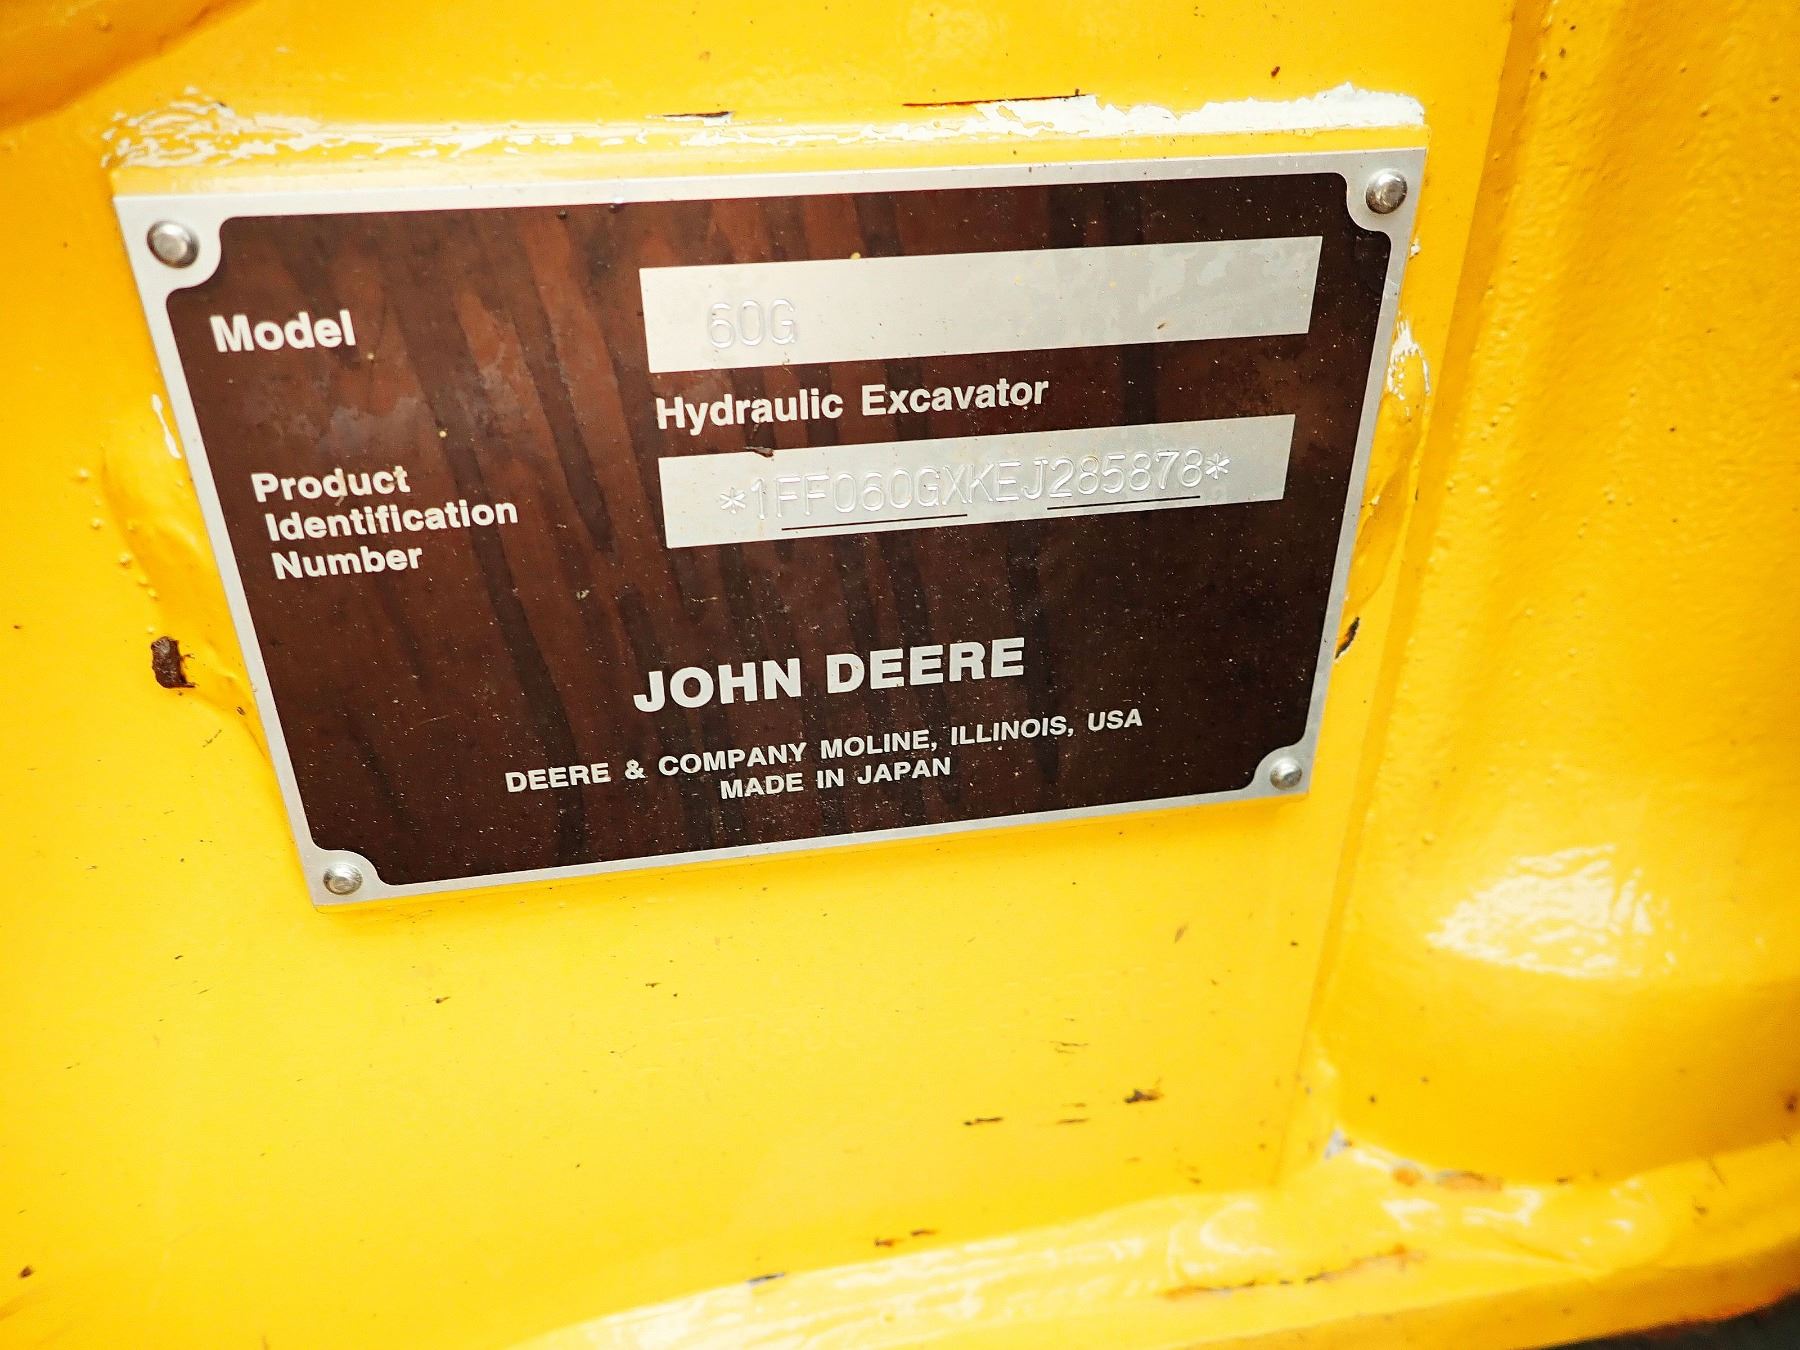 Model 60G
Hydraulic Excavator
Product
Identification
Number
*1FF060GXKEJ285878*
JOHN DEERE
DEERE & COMPANY MOLINE, ILLINOIS, USA
MADE IN JAPAN